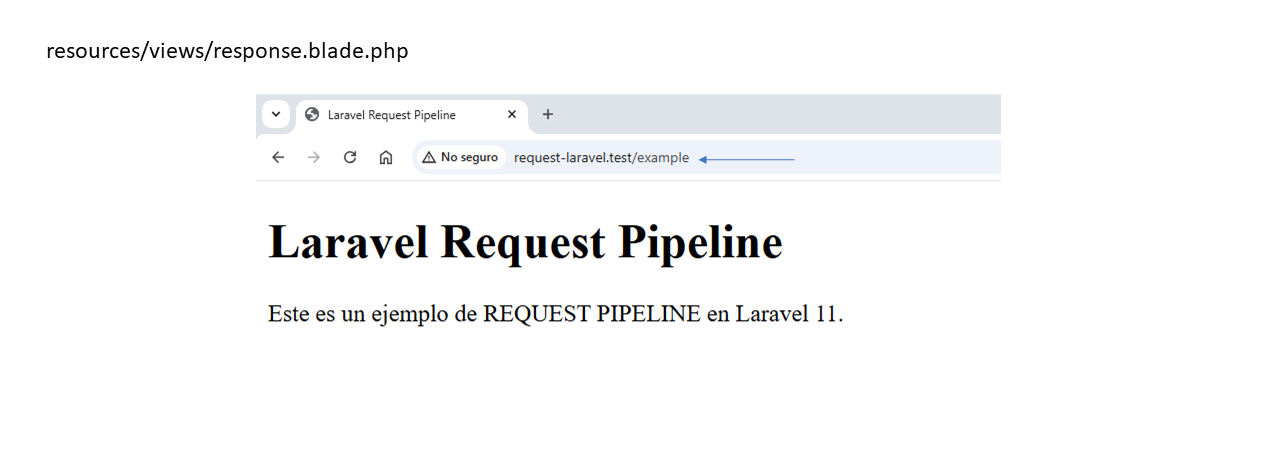 resources/views/response.blade.php
Laravel Request Pipeline
No seguro request-laravel.test/example
Laravel Request Pipeline
Este es un ejemplo de REQUEST PIPELINE en Laravel 11.